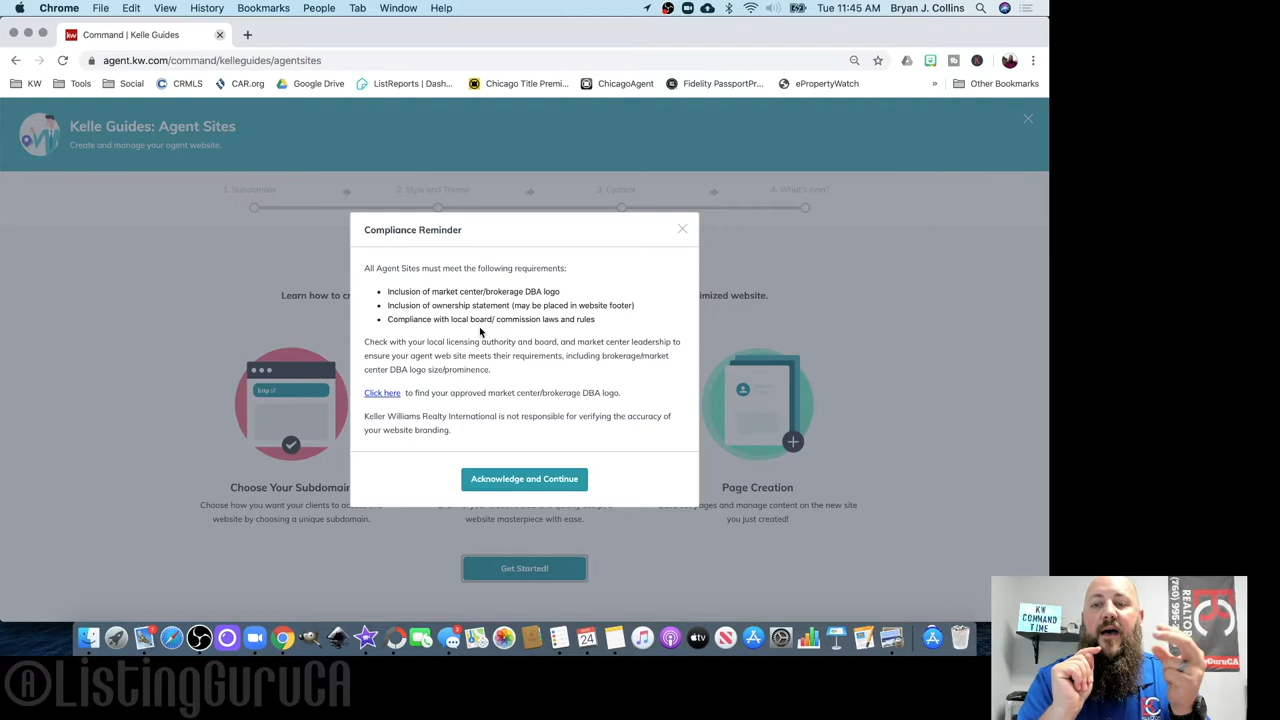 Chrome File Edit View History Bookmarks People Tab Window Help Tue 11:45 AM Bryan J. Collins
kw Command | Kelle Guides
agent.kw.com/command/kelleguides/agentsites
KW Tools Social CRMLS CAR.org Google Drive ListReports | Dash... Chicago Title Premi... ChicagoAgent Fidelity PassportPr... ePropertyWatch » Other Bookmarks
Kelle Guides: Agent Sites
Create and manage your agent website.
1. Subdomain 2. Style and Theme 3. Content 4. What's next?
Compliance Reminder
All Agent Sites must meet the following requirements:
Learn how to cr
imized website.
• Inclusion of market center/brokerage DBA logo
• Inclusion of ownership statement (may be placed in website footer)
• Compliance with local board/ commission laws and rules
Check with your local licensing authority and board, and market center leadership to
ensure your agent web site meets their requirements, including brokerage/market
center DBA logo size/prominence.
Click here to find your approved market center/brokerage DBA logo.
Keller Williams Realty International is not responsible for verifying the accuracy of
your website branding.
Acknowledge and Continue
Choose Your Subdomain
Choose how you want your clients to access
website by choosing a unique subdomain.
website masterpiece with ease.
Page Creation
pages and manage content on the new site
you just created!
Get Started!
KW
COMMAND
TIME
REALTO
(760) 996-
GuruCA
24
@ListingGuruCA